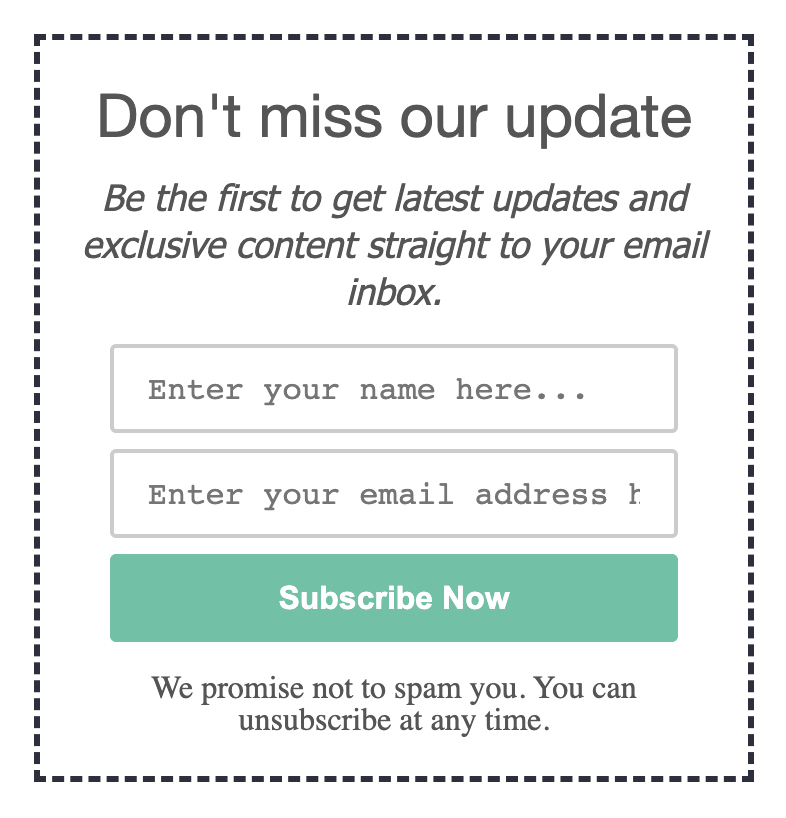 Don't miss our update
Be the first to get latest updates and
exclusive content straight to your email
inbox.
Enter your name here...
Enter your email address h
Subscribe Now
We promise not to spam you. You can
unsubscribe at any time.